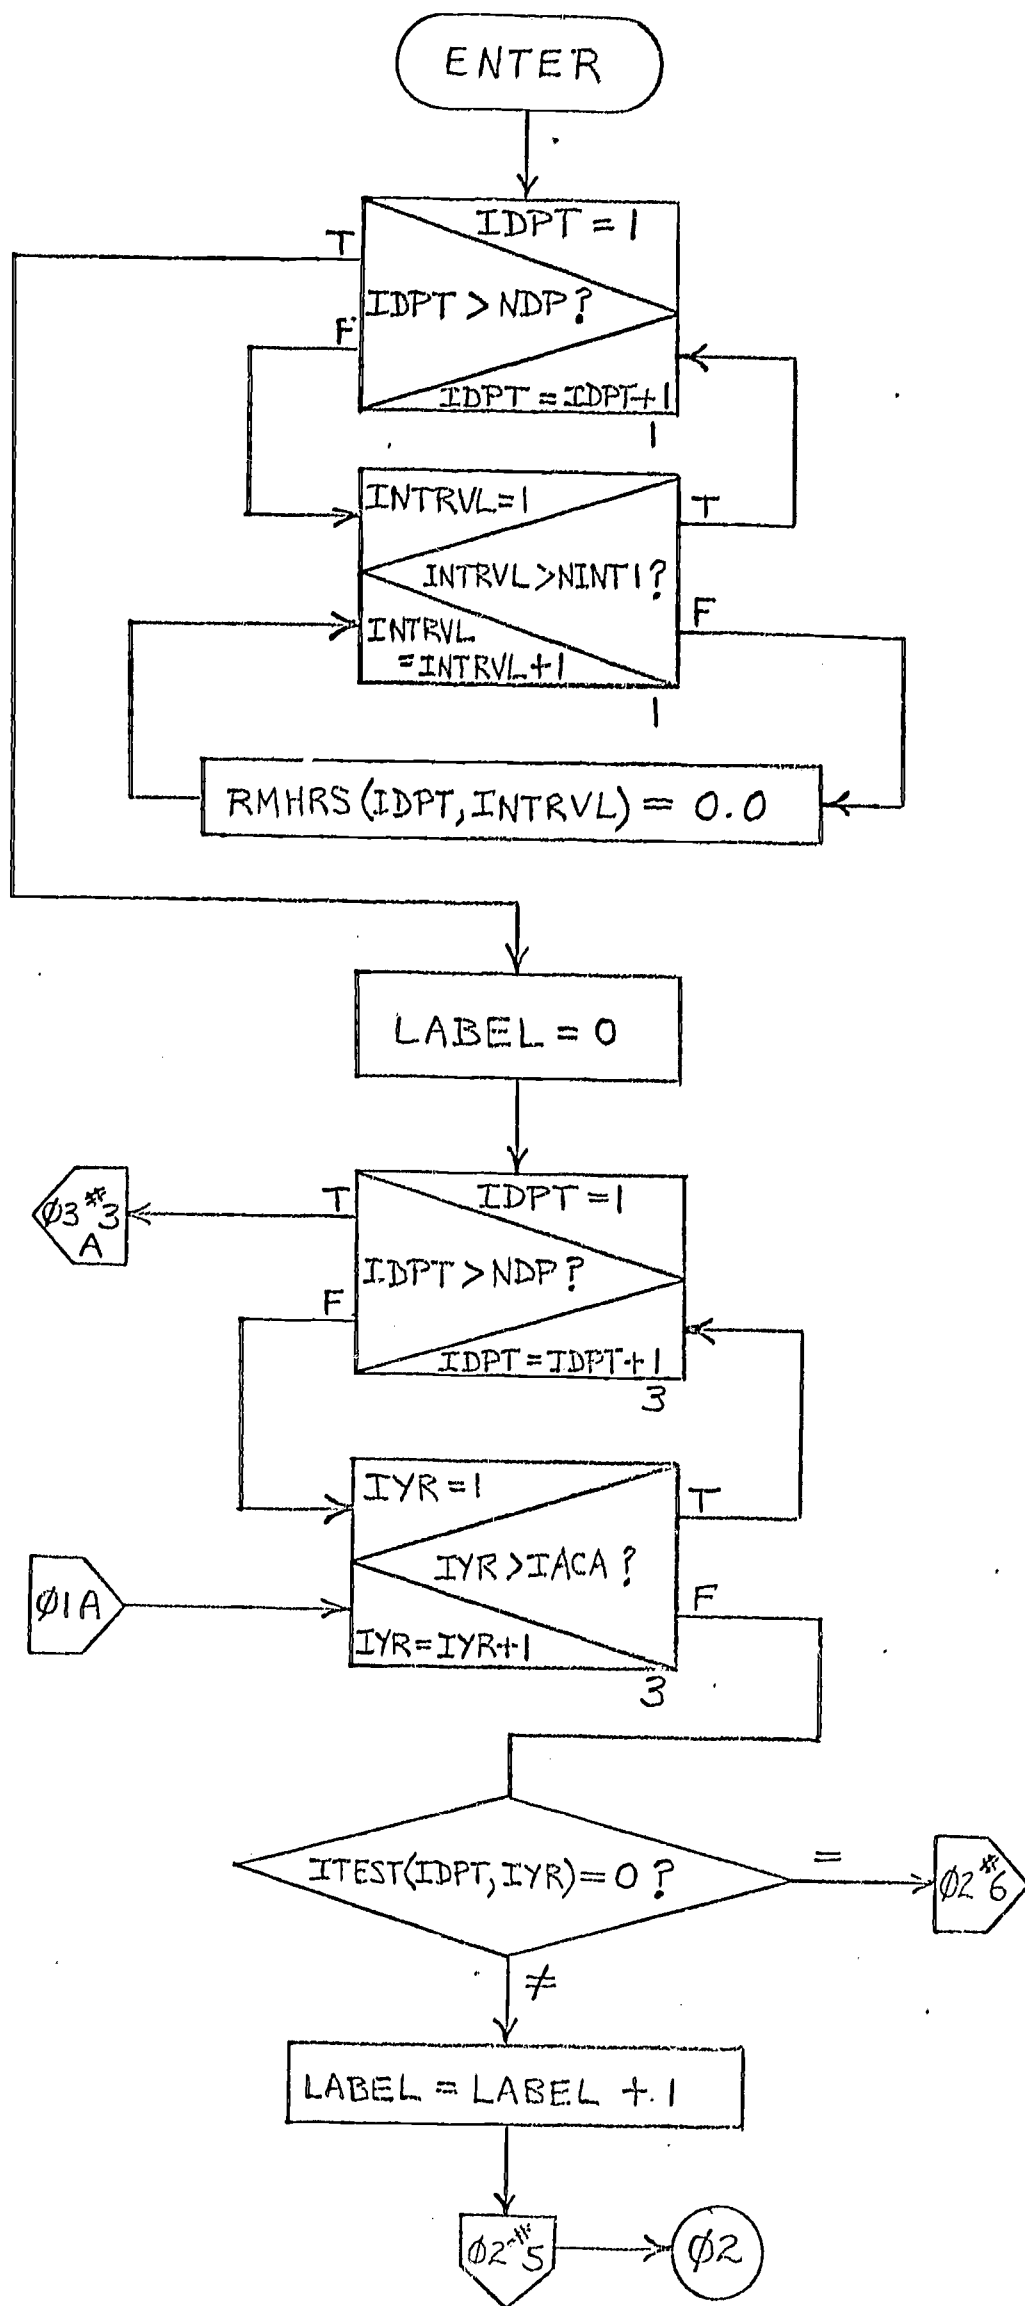 ENTER
IDPT = 1
T
IDPT > NDP ?
F
IDPT = IDPT + 1
1
INTRVL = 1
T
INTRVL > NINT1 ?
F
INTRVL
= INTRVL + 1
1
RMHRS (IDPT, INTRVL) = 0.0
LABEL = 0
IDPT = 1
T
Ø3 #3
A
IDPT > NDP ?
F
IDPT = IDPT + 1
3
IYR = 1
T
IYR > IACA ?
F
Ø1A
IYR = IYR + 1
3
ITEST(IDPT, IYR) = 0 ?
=
Ø2 #6
≠
LABEL = LABEL + 1
Ø2 #5
Ø2